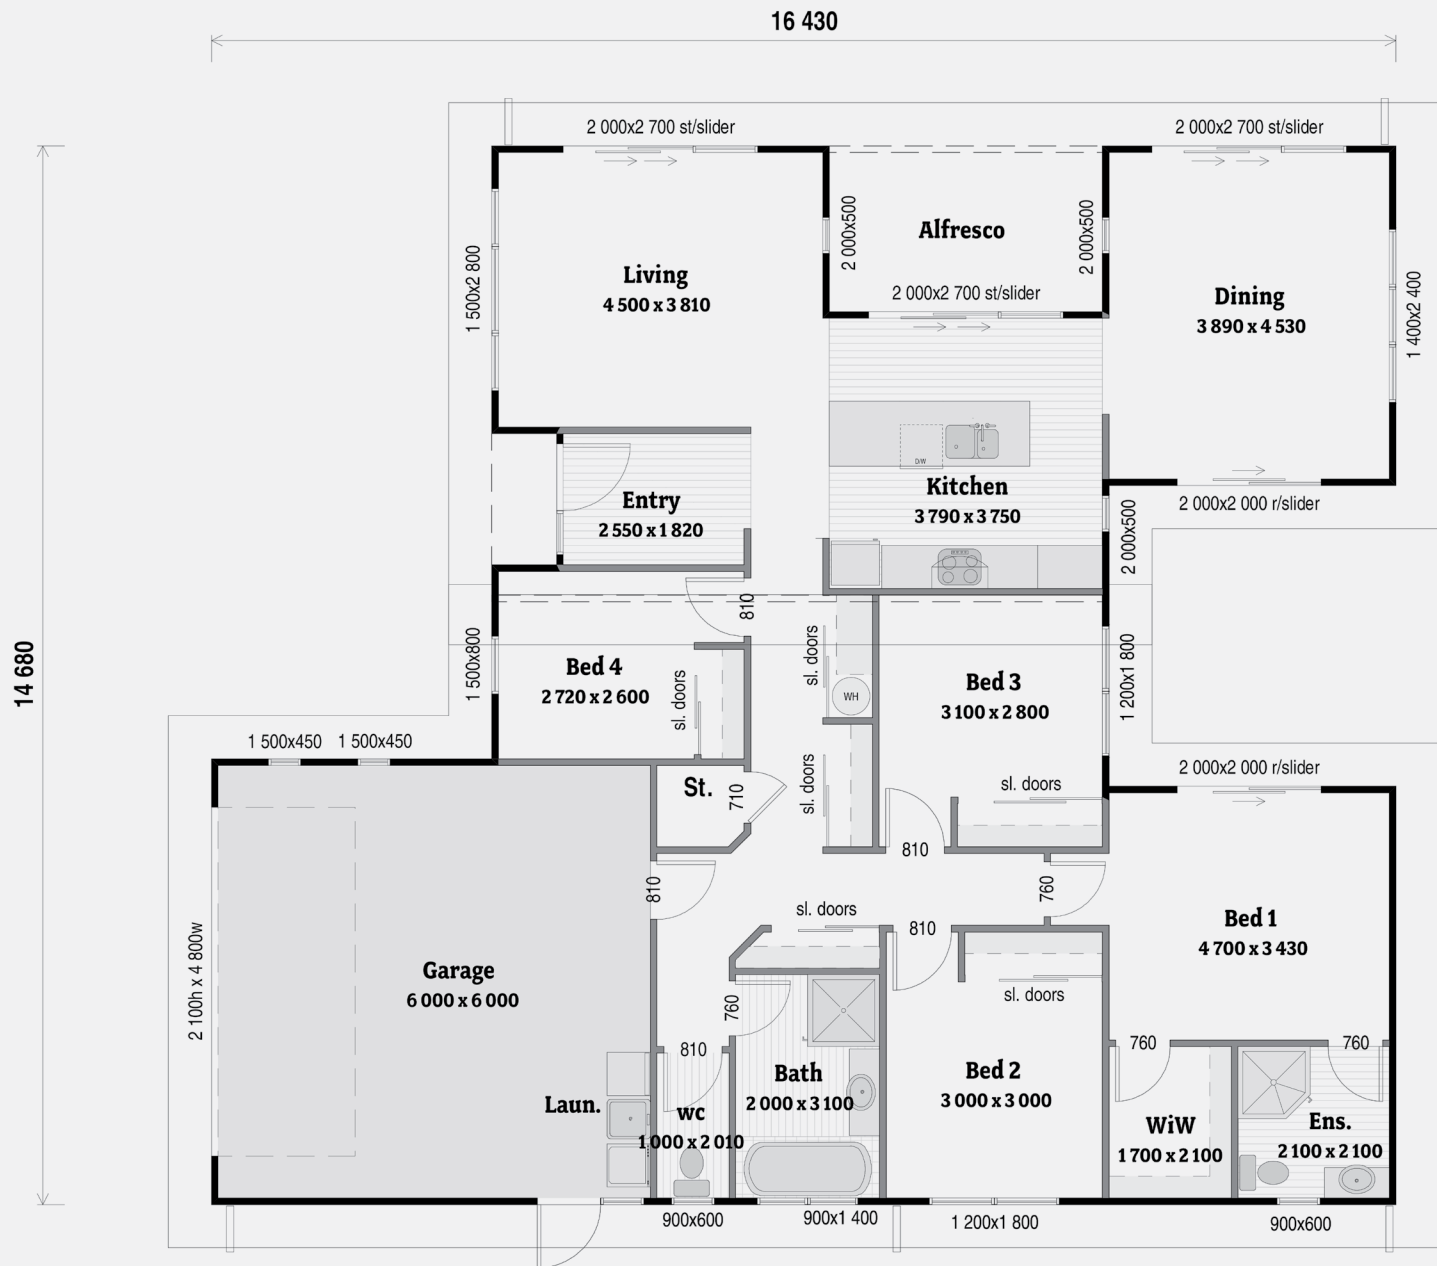 16 430
2 000x2 700 st/slider
2 000x2 700 st/slider
2 000x500
Alfresco
2 000x500
Living
4 500 x 3 810
1 500x2 800
2 000x2 700 st/slider
Dining
3 890 x 4 530
1 400x2 400
D/W
Kitchen
3 790 x 3 750
Entry
2 550 x 1 820
2 000x2 000 r/slider
2 000x500
810
14 680
1 500x800
Bed 4
2 720 x 2 600
sl. doors
sl. doors
WH
Bed 3
3 100 x 2 800
1 200x1 800
1 500x450
1 500x450
St.
710
sl. doors
sl. doors
2 000x2 000 r/slider
810
810
760
sl. doors
810
Bed 1
4 700 x 3 430
2 100h x 4 800w
Garage
6 000 x 6 000
760
sl. doors
810
760
760
Bath
2 000 x 3 100
Bed 2
3 000 x 3 000
Laun.
wc
1 000 x 2 010
WiW
1 700 x 2 100
Ens.
2 100 x 2 100
900x600
900x1 400
1 200x1 800
900x600